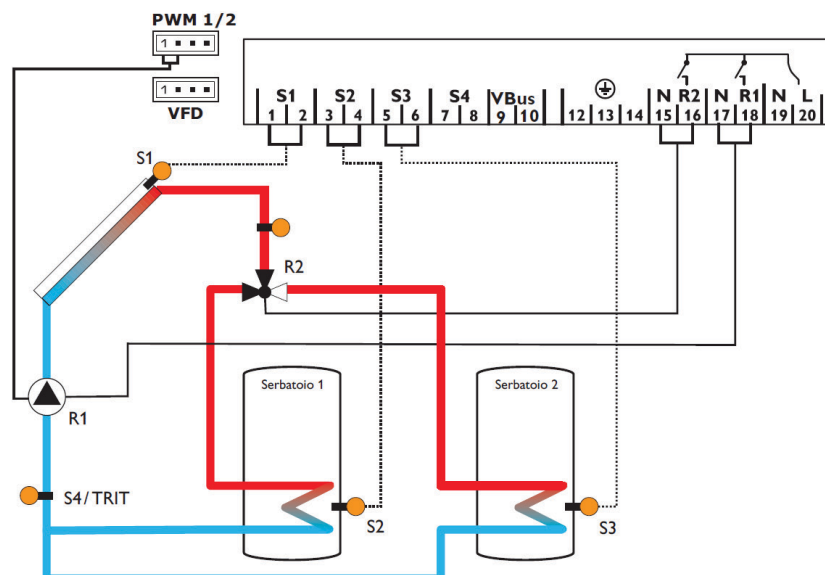 PWM 1/2
1
1
VFD
S1 S2 S3 S4 VBus N R2 N R1 N L
1 2 3 4 5 6 7 8 9 10 12 13 14 15 16 17 18 19 20
S1
R2
Serbatoio 1
Serbatoio 2
R1
S4/TRIT
S2
S3